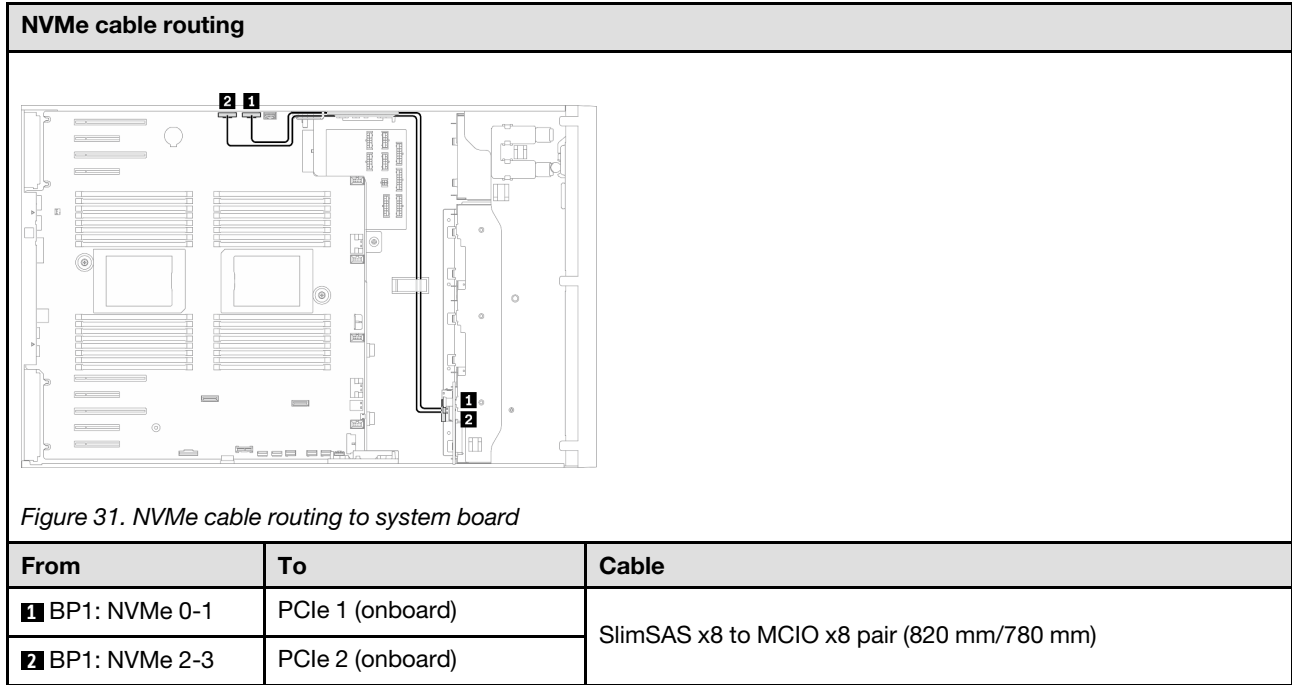 NVMe cable routing
2 1
1
2
Figure 31. NVMe cable routing to system board
From To Cable
1 BP1: NVMe 0-1 PCIe 1 (onboard) SlimSAS x8 to MCIO x8 pair (820 mm/780 mm)
2 BP1: NVMe 2-3 PCIe 2 (onboard)